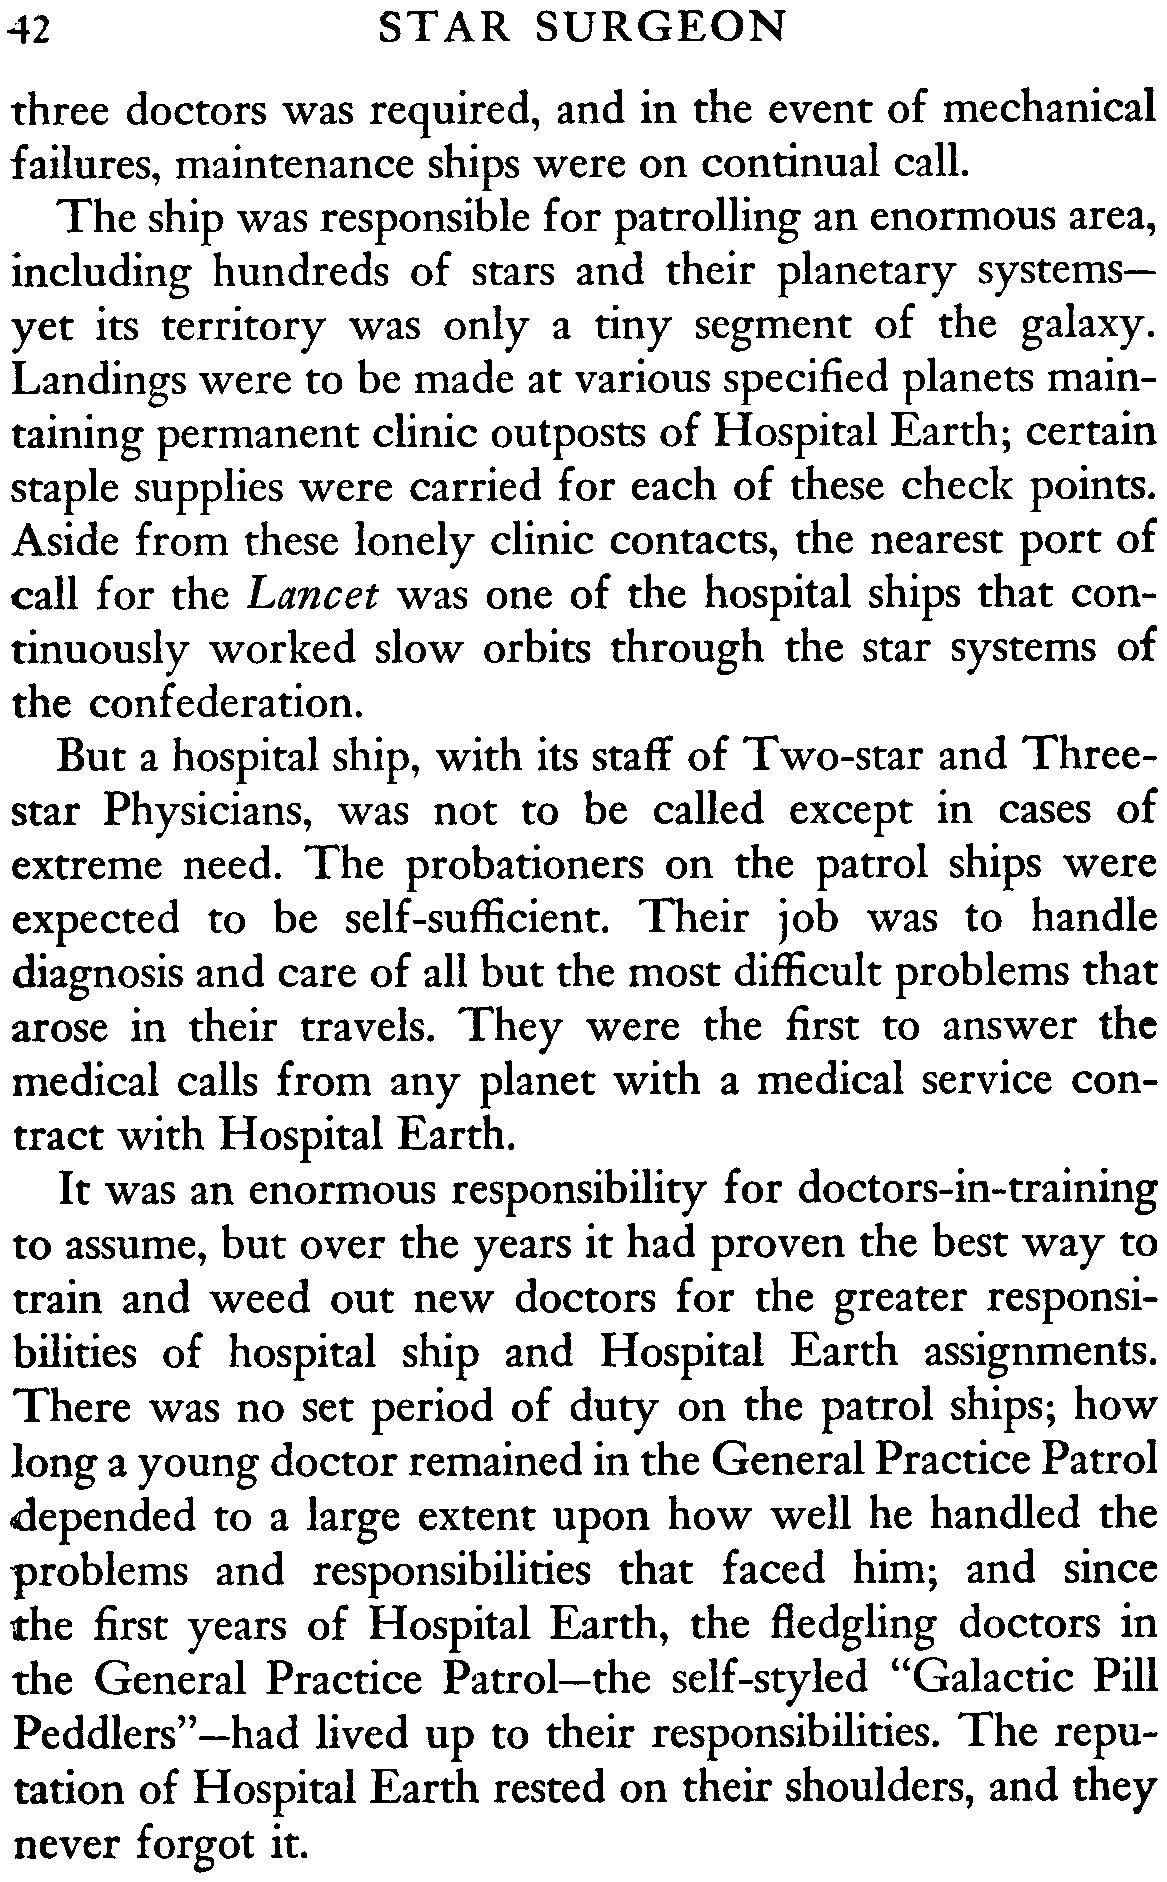 42 STAR SURGEON
three doctors was required, and in the event of mechanical
failures, maintenance ships were on continual call.
The ship was responsible for patrolling an enormous area,
including hundreds of stars and their planetary systems—
yet its territory was only a tiny segment of the galaxy.
Landings were to be made at various specified planets main-
taining permanent clinic outposts of Hospital Earth; certain
staple supplies were carried for each of these check points.
Aside from these lonely clinic contacts, the nearest port of
call for the Lancet was one of the hospital ships that con-
tinuously worked slow orbits through the star systems of
the confederation.
But a hospital ship, with its staff of Two-star and Three-
star Physicians, was not to be called except in cases of
extreme need. The probationers on the patrol ships were
expected to be self-sufficient. Their job was to handle
diagnosis and care of all but the most difficult problems that
arose in their travels. They were the first to answer the
medical calls from any planet with a medical service con-
tract with Hospital Earth.
It was an enormous responsibility for doctors-in-training
to assume, but over the years it had proven the best way to
train and weed out new doctors for the greater responsi-
bilities of hospital ship and Hospital Earth assignments.
There was no set period of duty on the patrol ships; how
long a young doctor remained in the General Practice Patrol
depended to a large extent upon how well he handled the
problems and responsibilities that faced him; and since
the first years of Hospital Earth, the fledgling doctors in
the General Practice Patrol—the self-styled “Galactic Pill
Peddlers”—had lived up to their responsibilities. The repu-
tation of Hospital Earth rested on their shoulders, and they
never forgot it.